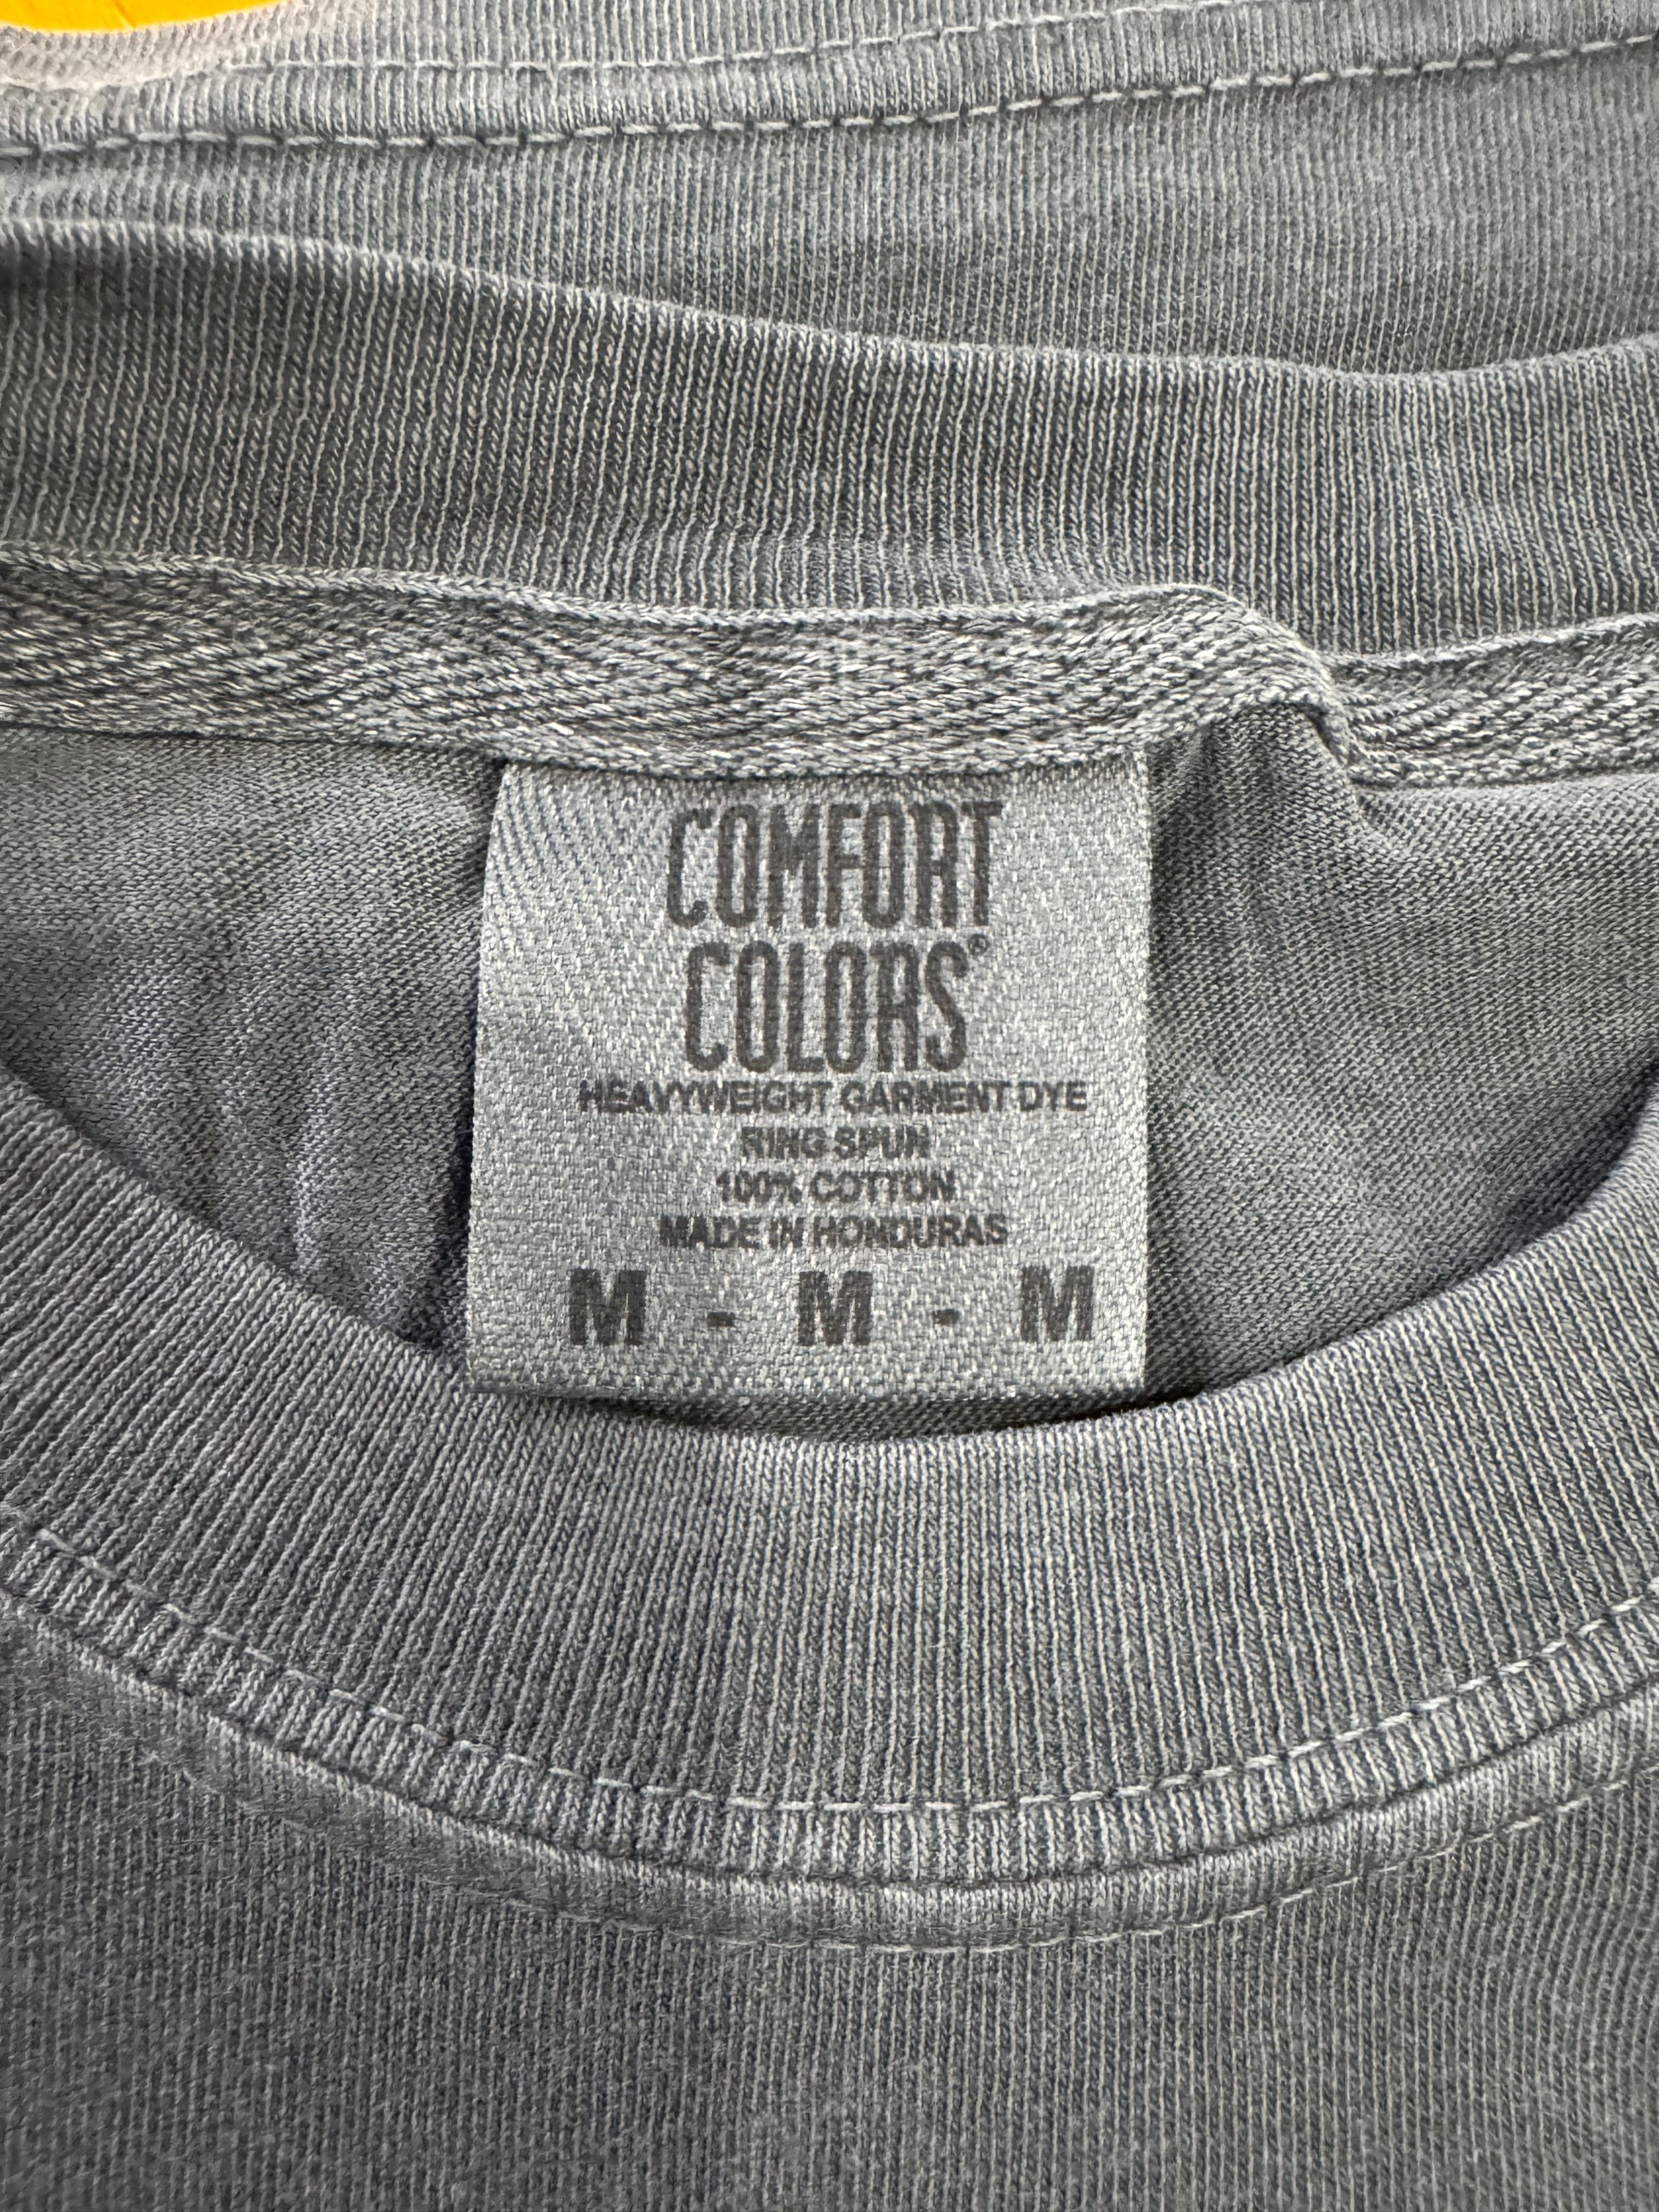 COMFORT
COLORS®
HEAVYWEIGHT GARMENT DYE
RING SPUN
100% COTTON
MADE IN HONDURAS
M - M - M